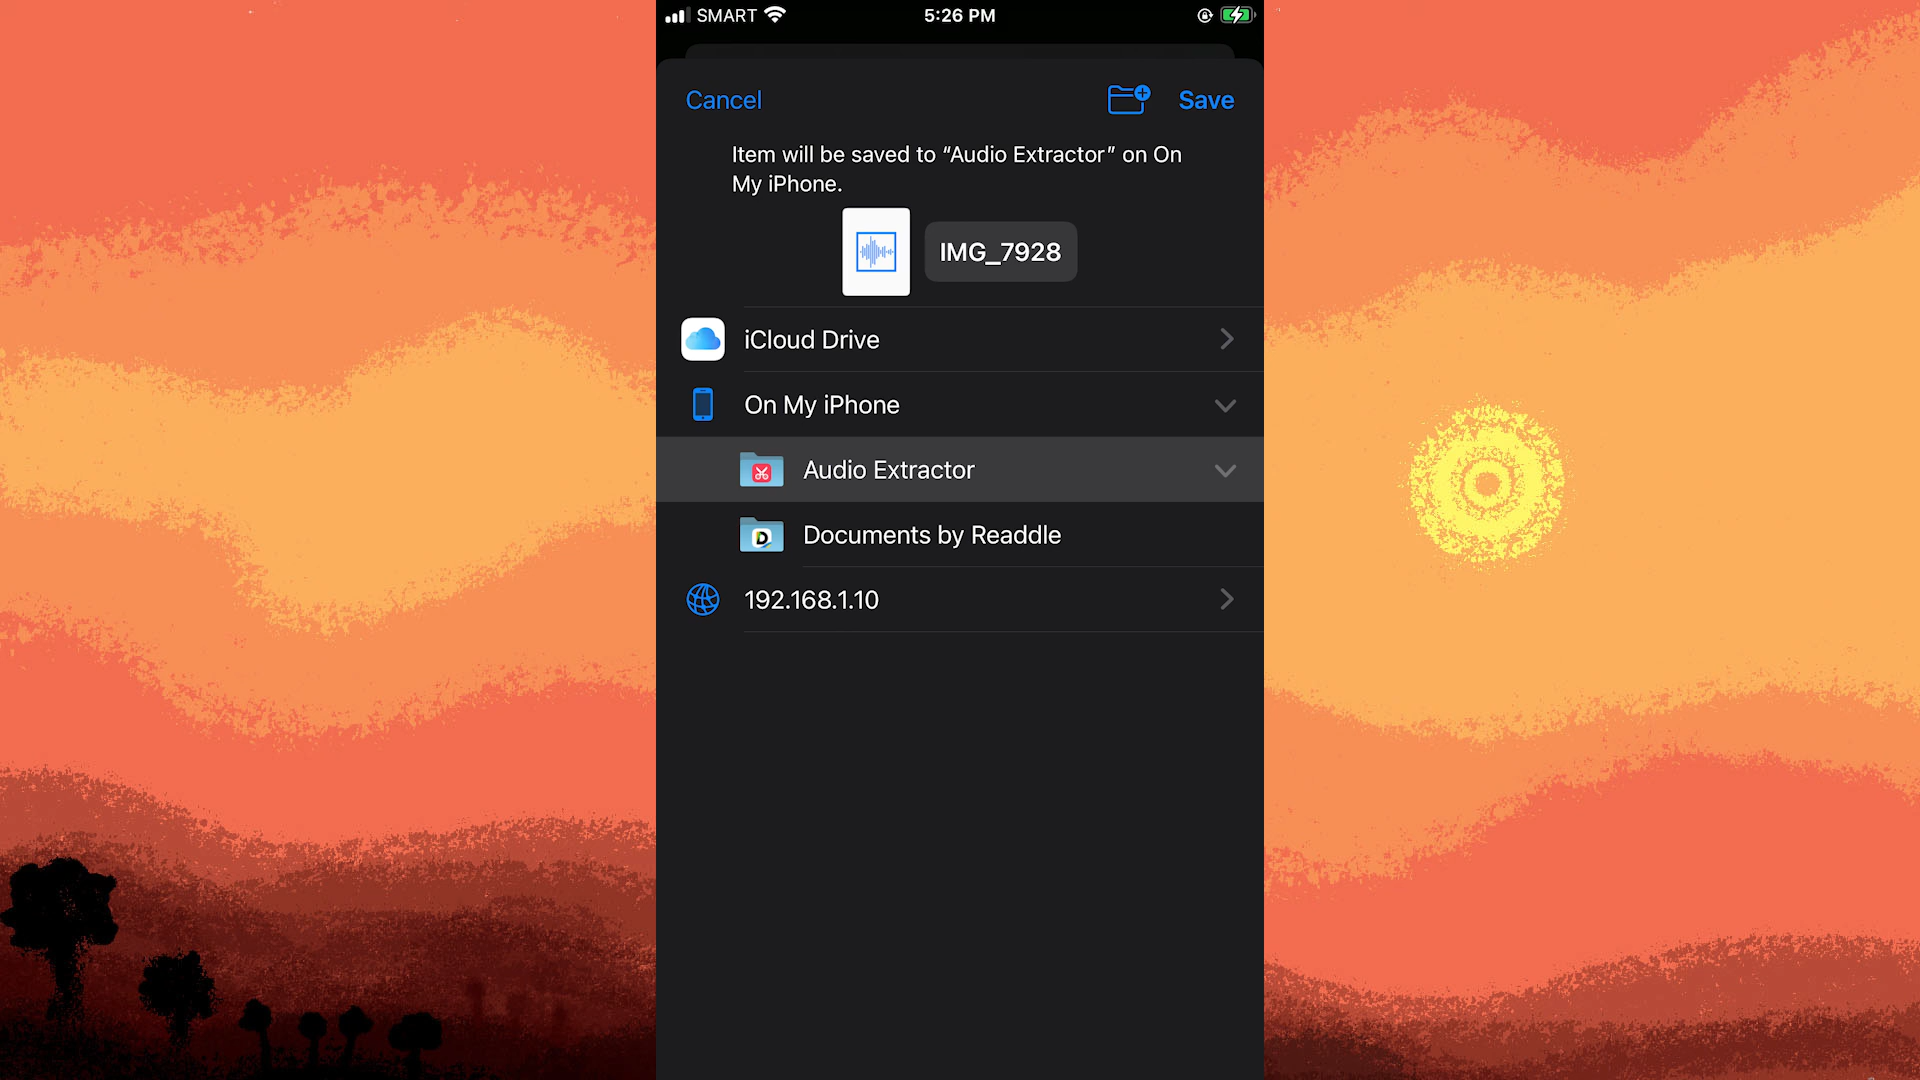 SMART 5:26 PM
Cancel Save
Item will be saved to “Audio Extractor” on On
My iPhone.
IMG_7928
iCloud Drive
On My iPhone
Audio Extractor
Documents by Readdle
192.168.1.10